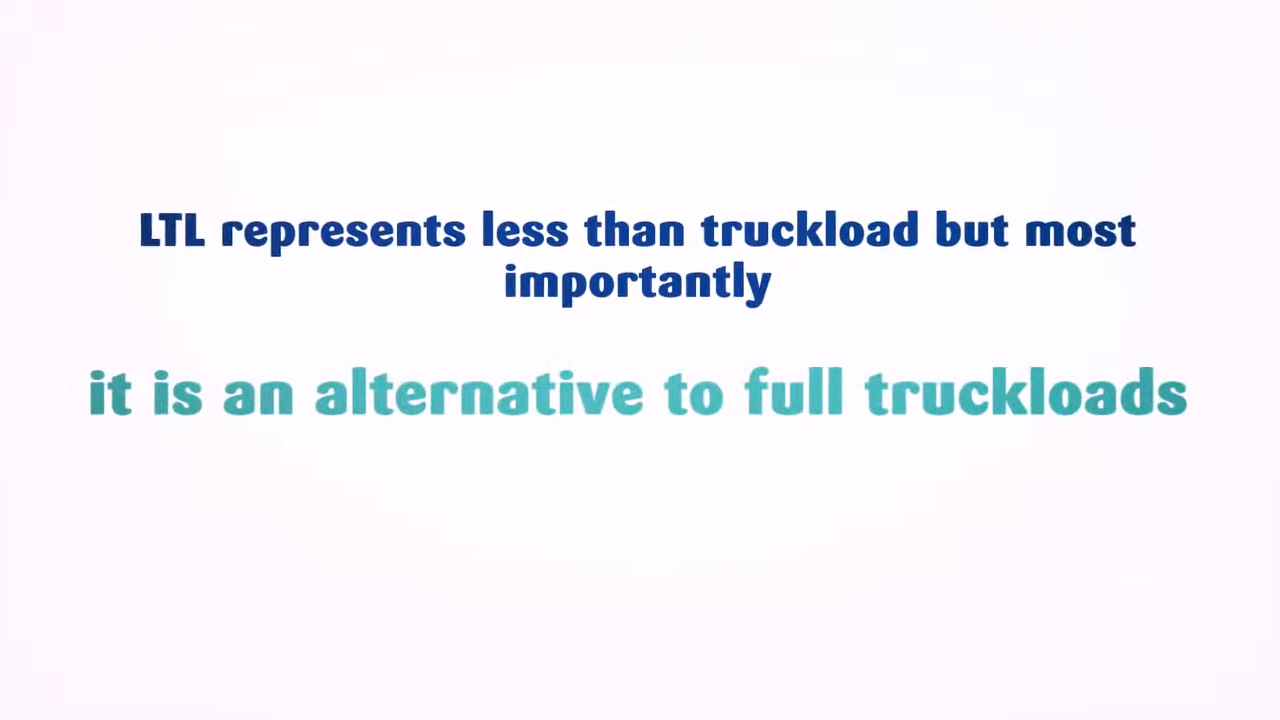 LTL represents less than truckload but most
importantly
it is an alternative to full truckloads